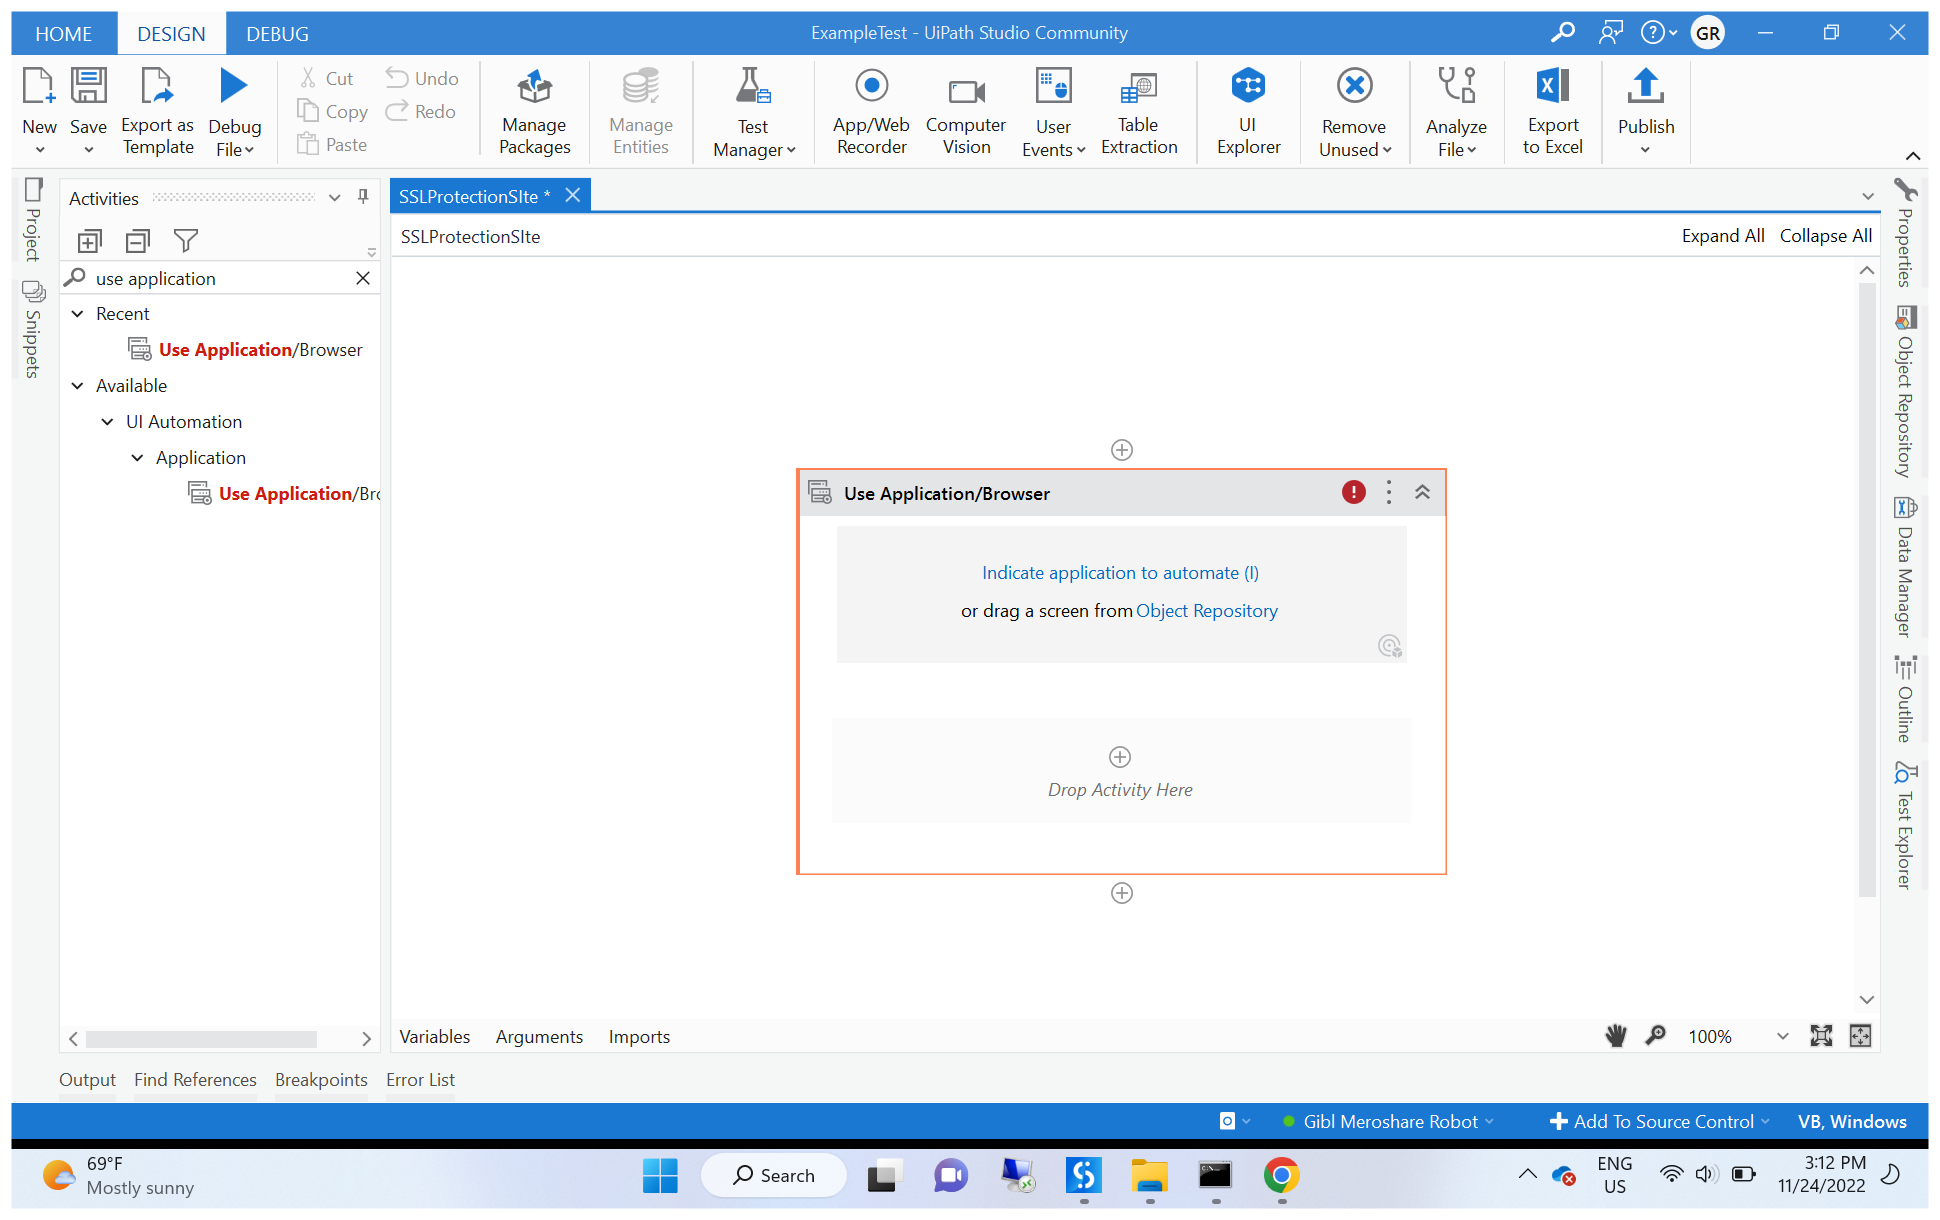 HOME DESIGN DEBUG ExampleTest - UiPath Studio Community GR
New Save Export as Template Debug File
Cut Undo
Copy Redo
Paste
Manage Packages
Manage Entities
Test Manager
App/Web Recorder
Computer Vision
User Events
Table Extraction
UI Explorer
Remove Unused
Analyze File
Export to Excel
Publish
Project
Snippets
Activities
use application
Recent
Use Application/Browser
Available
UI Automation
Application
Use Application/Bro
SSLProtectionSIte *
SSLProtectionSIte Expand All Collapse All
Use Application/Browser
Indicate application to automate (I)
or drag a screen from Object Repository
Drop Activity Here
Properties
Object Repository
Data Manager
Outline
Test Explorer
Variables Arguments Imports 100%
Output Find References Breakpoints Error List
Gibl Meroshare Robot Add To Source Control VB, Windows
69°F
Mostly sunny
Search
ENG
US
3:12 PM
11/24/2022